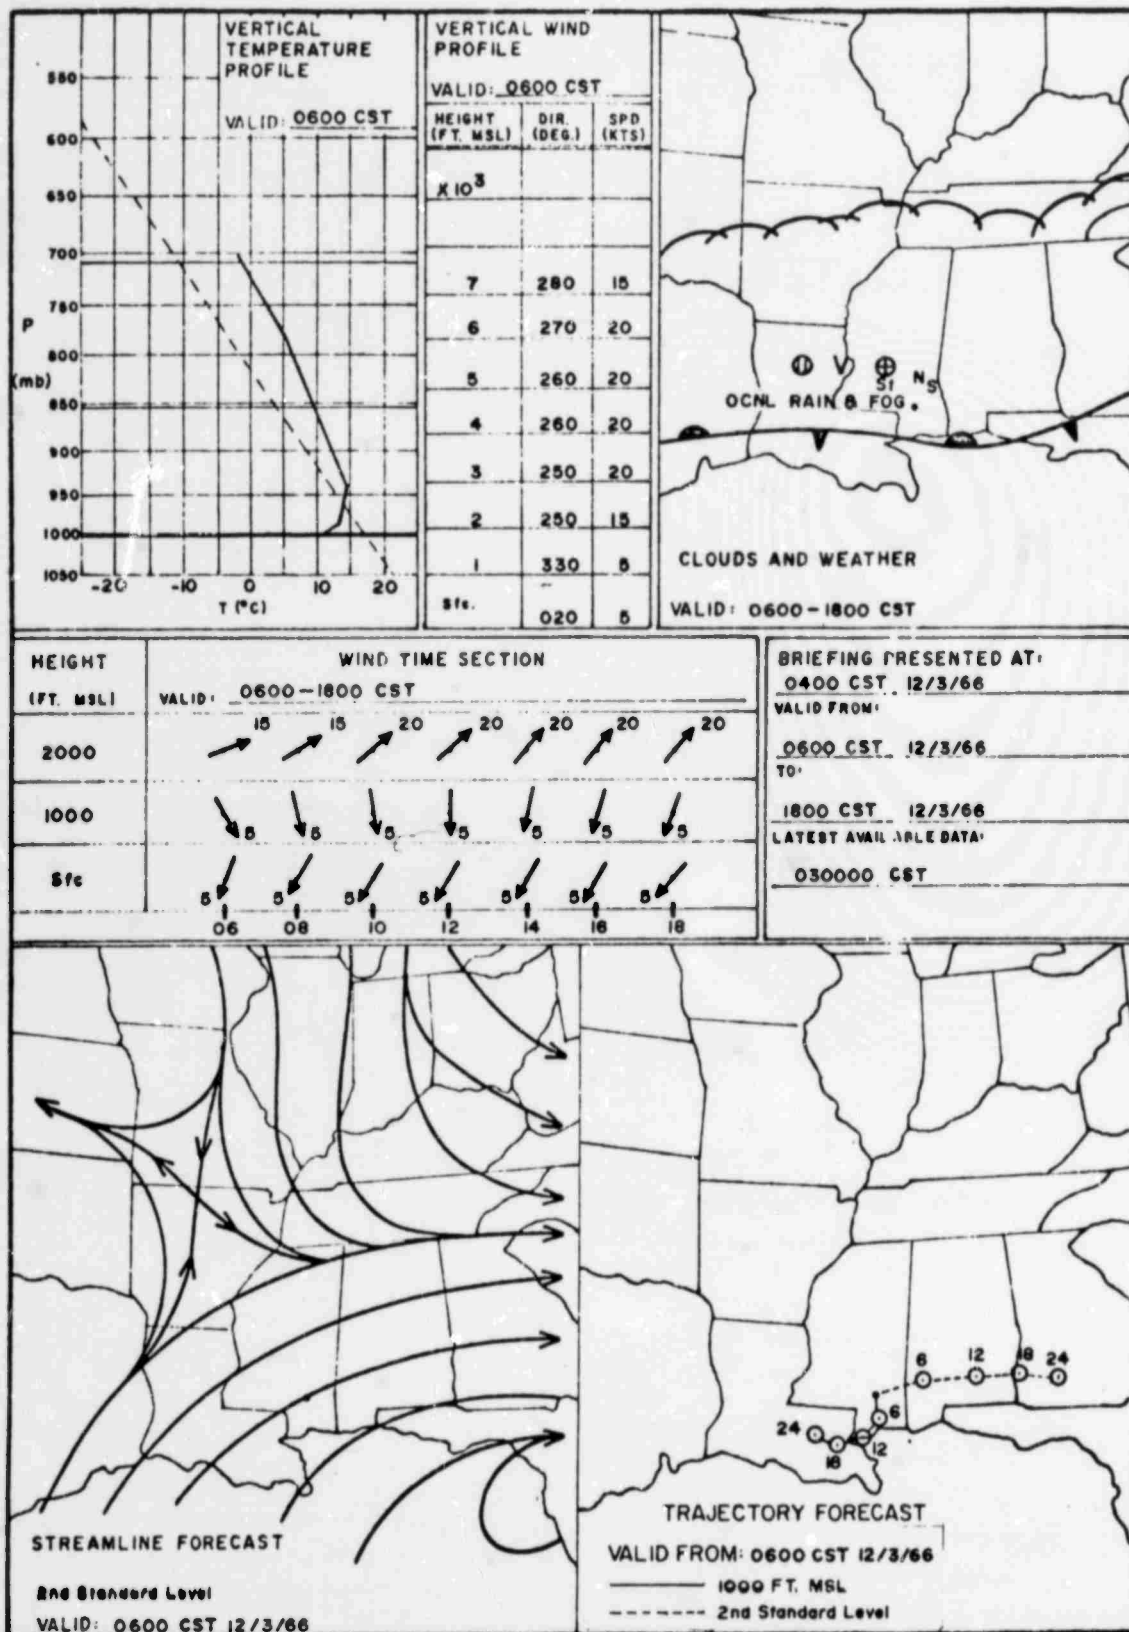 VERTICAL
TEMPERATURE
PROFILE
VALID: 0600 CST
550
600
650
700
750
800
850
900
950
1000
1050
P
(mb)
-20 -10 0 10 20
T (°C)
VERTICAL WIND
PROFILE
VALID: 0600 CST
HEIGHT DIR. SPD
(FT. MSL) (DEG.) (KTS)
X 10³
7 280 15
6 270 20
5 260 20
4 260 20
3 250 20
2 250 15
1 330 5
Sfc. 020 5
V
St Ns
OCNL RAIN & FOG.
CLOUDS AND WEATHER
VALID: 0600-1800 CST
HEIGHT
(FT. MSL)
WIND TIME SECTION
VALID: 0600-1800 CST
15 15 20 20 20 20 20
2000
1000
5 5 5 5 5 5 5
Sfc
5 5 5 5 5 5 5
06 08 10 12 14 16 18
BRIEFING PRESENTED AT:
0400 CST 12/3/66
VALID FROM:
0600 CST 12/3/66
TO:
1800 CST 12/3/66
LATEST AVAILABLE DATA:
030000 CST
STREAMLINE FORECAST
2nd Standard Level
VALID: 0600 CST 12/3/66
6 12 18 24
6
24
18 12
TRAJECTORY FORECAST
VALID FROM: 0600 CST 12/3/66
1000 FT. MSL
2nd Standard Level